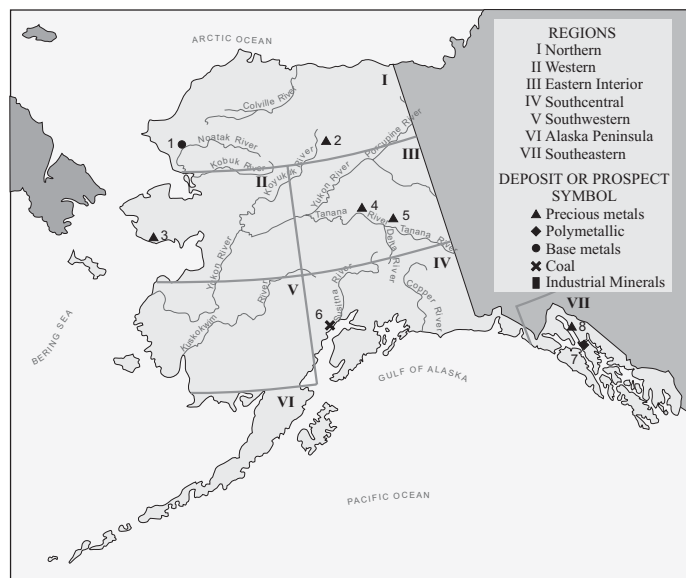 ARCTIC OCEAN
REGIONS
I Northern
II Western
III Eastern Interior
IV Southcentral
V Southwestern
VI Alaska Peninsula
VII Southeastern
DEPOSIT OR PROSPECT
SYMBOL
Precious metals
Polymetallic
Base metals
Coal
Industrial Minerals
I
Colville River
1
Noatak River
2
Porcupine River
III
Kobuk River
II
Koyukuk River
Yukon River
4
5
Tanana River
Tanana River
3
Yukon River
Delta River
IV
V
Kuskokwim River
Susitna River
Copper River
6
VII
8
7
BERING SEA
GULF OF ALASKA
VI
PACIFIC OCEAN